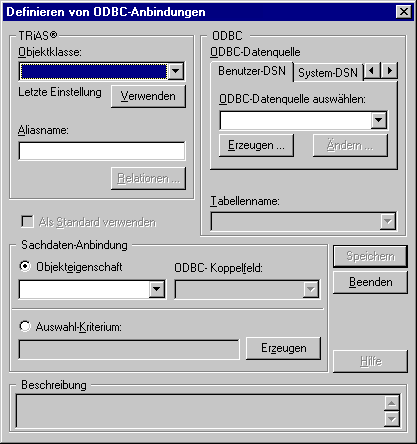 Definieren von ODBC-Anbindungen
TRiAS®
Objektklasse:
Letzte Einstellung
Verwenden
Aliasname:
Relationen ...
Als Standard verwenden
ODBC
ODBC-Datenquelle
Benutzer-DSN
System-DSN
ODBC-Datenquelle auswählen:
Erzeugen ...
Ändern ...
Tabellenname:
Sachdaten-Anbindung
Objekteigenschaft
ODBC- Koppelfeld:
Auswahl-Kriterium:
Erzeugen
Speichern
Beenden
Hilfe
Beschreibung